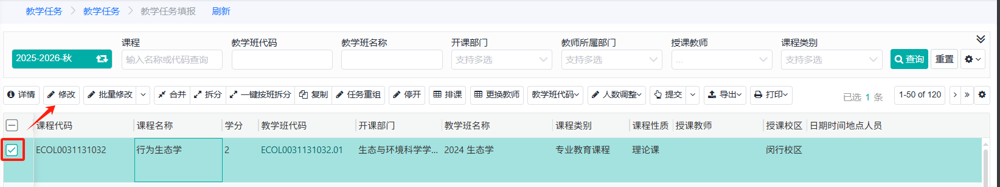 教学任务 教学任务 教学任务填报 刷新
课程 教学班代码 教学班名称 开课部门 教师所属部门 授课教师 课程类别
2025-2026-秋 输入名称或代码查询 支持多选 支持多选 ... 支持多选 查询 重置
详情 修改 批量修改 合并 拆分 一键按班拆分 复制 任务重组 停开 排课 更换教师 教学班代码 人数调整 提交 导出 打印 已选 1 条 1-50 of 120
课程代码 课程名称 学分 教学班代码 开课部门 教学班名称 课程类别 课程性质 授课教师 授课校区 日期时间地点人员
ECOL0031131032 行为生态学 2 ECOL0031131032.01 生态与环境科学学... 2024 生态学 专业教育课程 理论课 闵行校区